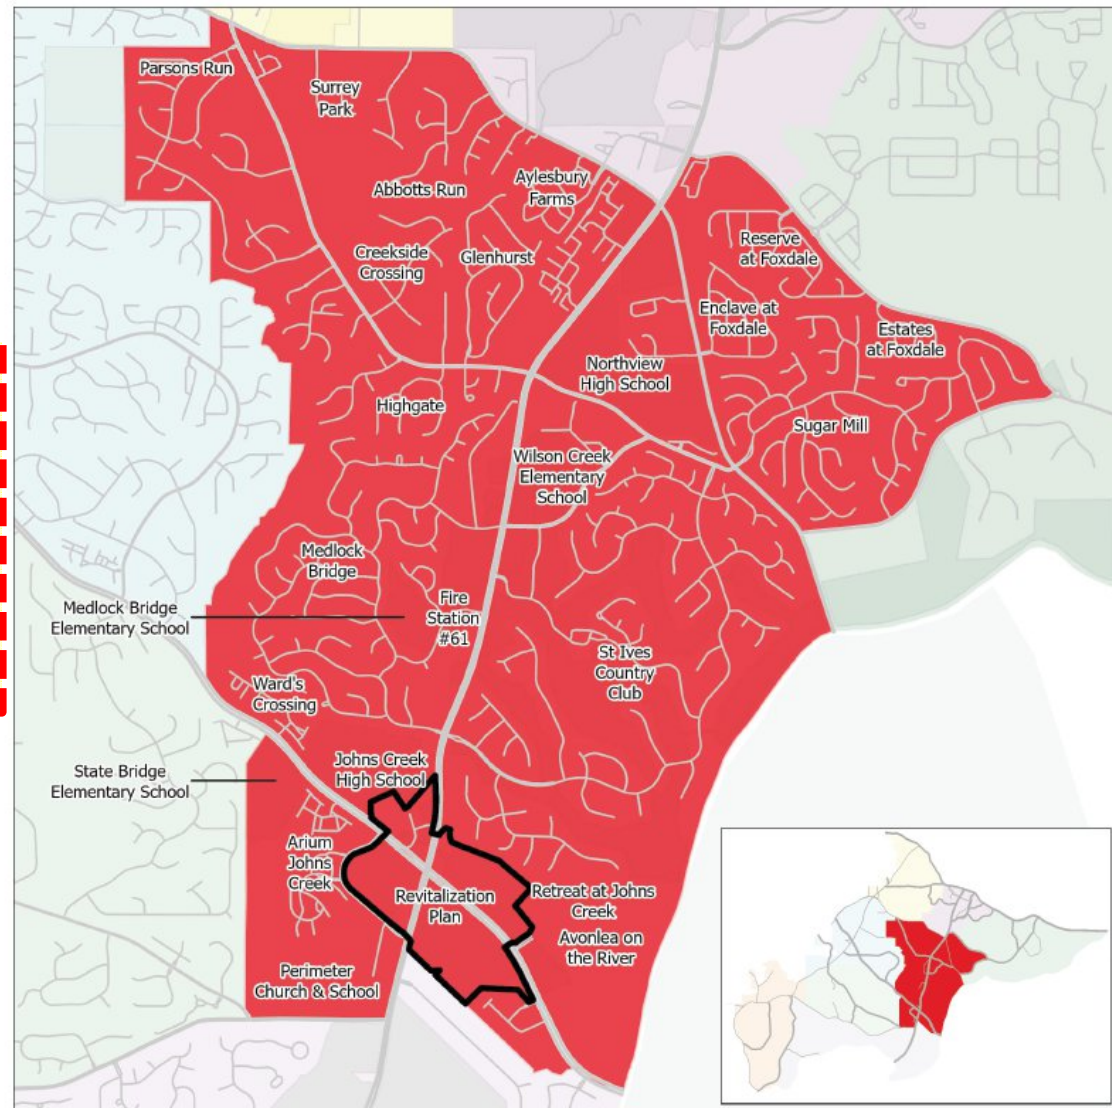 Parsons Run
Surrey
Park
Abbotts Run
Aylesbury
Farms
Creekside
Crossing
Glenhurst
Reserve
at Foxdale
Enclave at
Foxdale
Estates
at Foxdale
Northview
High School
Highgate
Sugar Mill
Wilson Creek
Elementary
School
Medlock
Bridge
Medlock Bridge
Elementary School
Fire
Station
#61
St Ives
Country
Club
Ward's
Crossing
State Bridge
Elementary School
Johns Creek
High School
Arium
Johns
Creek
Revitalization
Plan
Retreat at Johns
Creek
Avonlea on
the River
Perimeter
Church & School